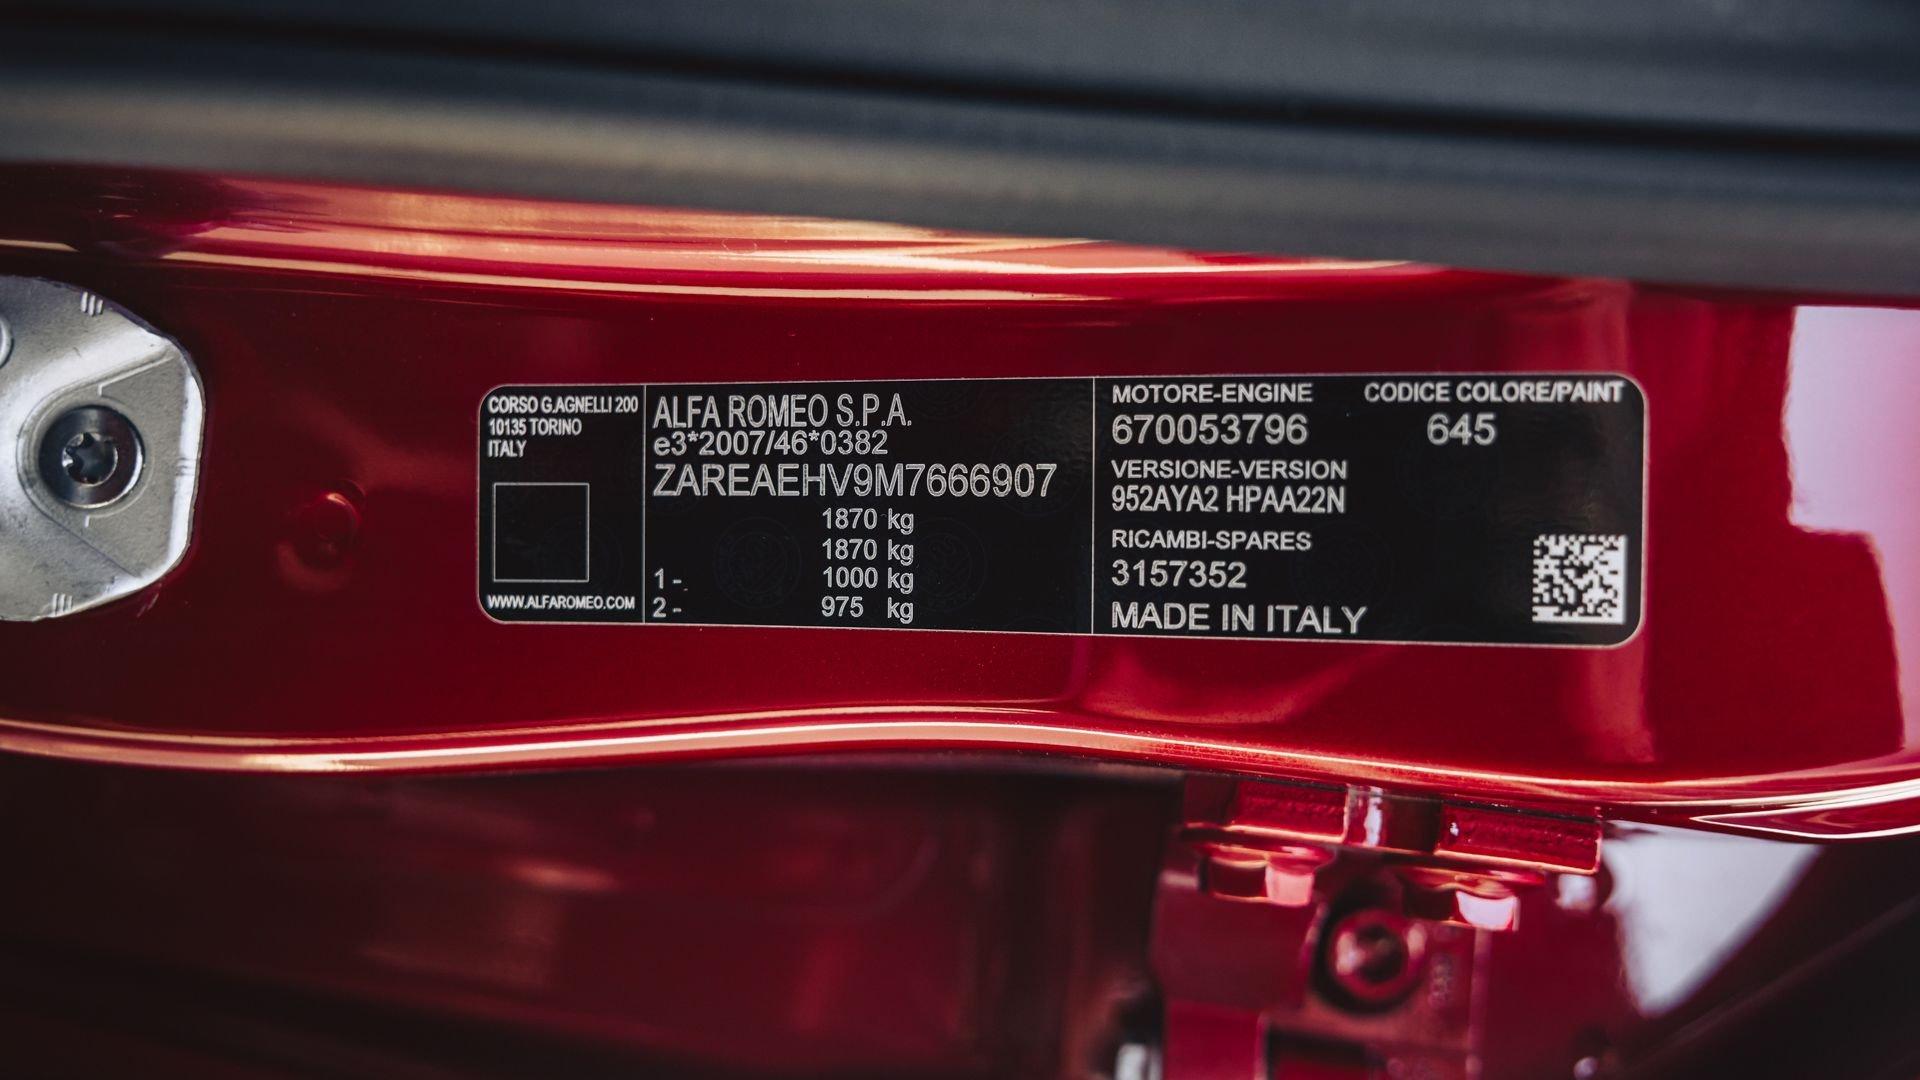 CORSO G.AGNELLI 200
10135 TORINO
ITALY
WWW.ALFAROMEO.COM
ALFA ROMEO S.P.A.
e3*2007/46*0382
ZAREAEHV9M7666907
1870 kg
1870 kg
1 - 1000 kg
2 - 975 kg
MOTORE-ENGINE CODICE COLORE/PAINT
670053796 645
VERSIONE-VERSION
952AYA2 HPAA22N
RICAMBI-SPARES
3157352
MADE IN ITALY